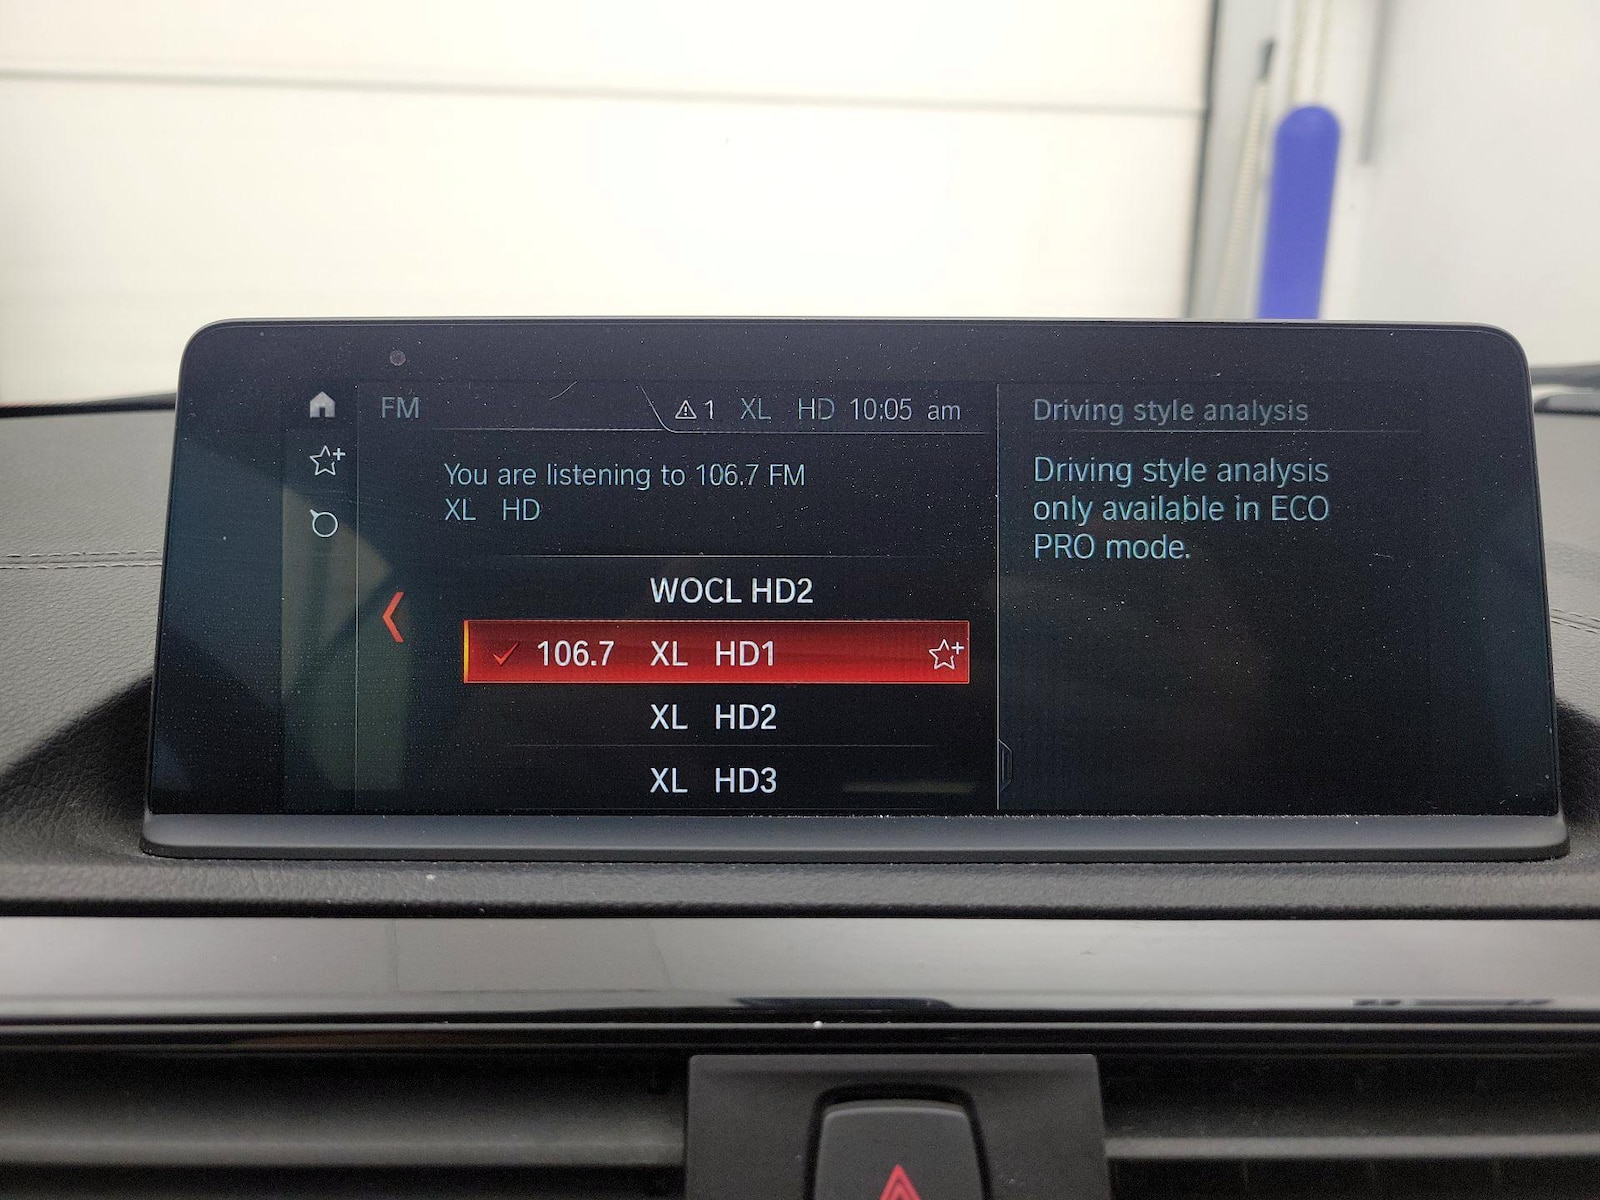 FM
1 XL HD 10:05 am
You are listening to 106.7 FM
XL HD
WOCL HD2
106.7 XL HD1
XL HD2
XL HD3
Driving style analysis
Driving style analysis
only available in ECO
PRO mode.